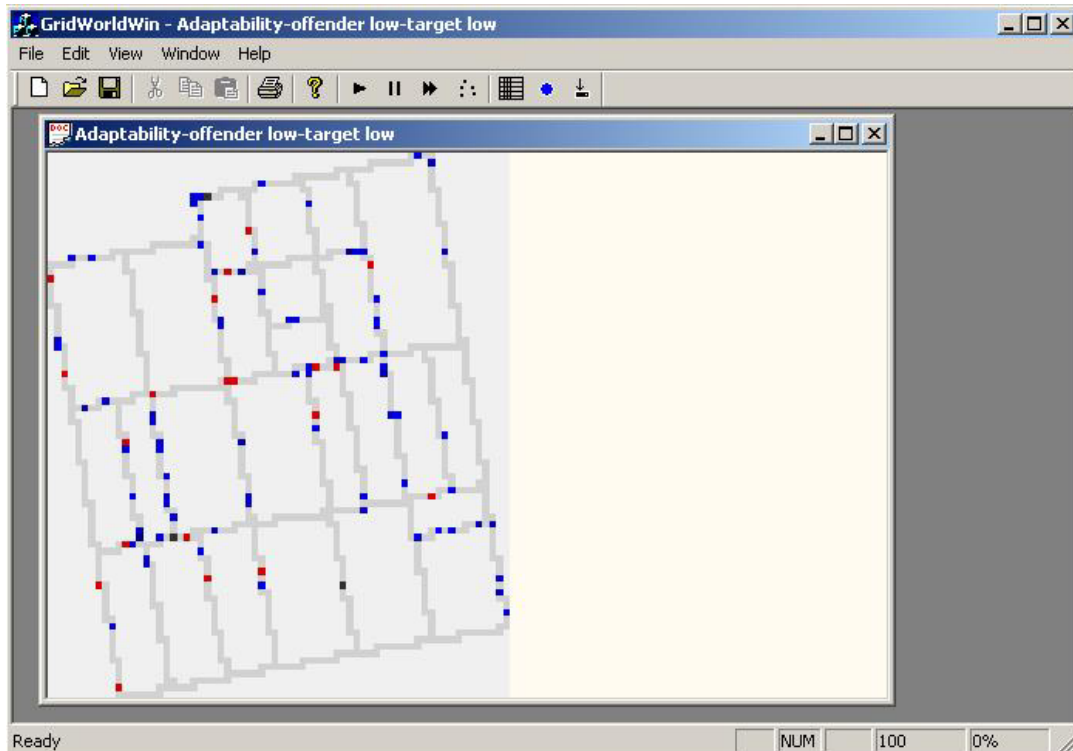 GridWorldWin - Adaptability-offender low-target low
File Edit View Window Help
DOC
Adaptability-offender low-target low
Ready NUM 100 0%